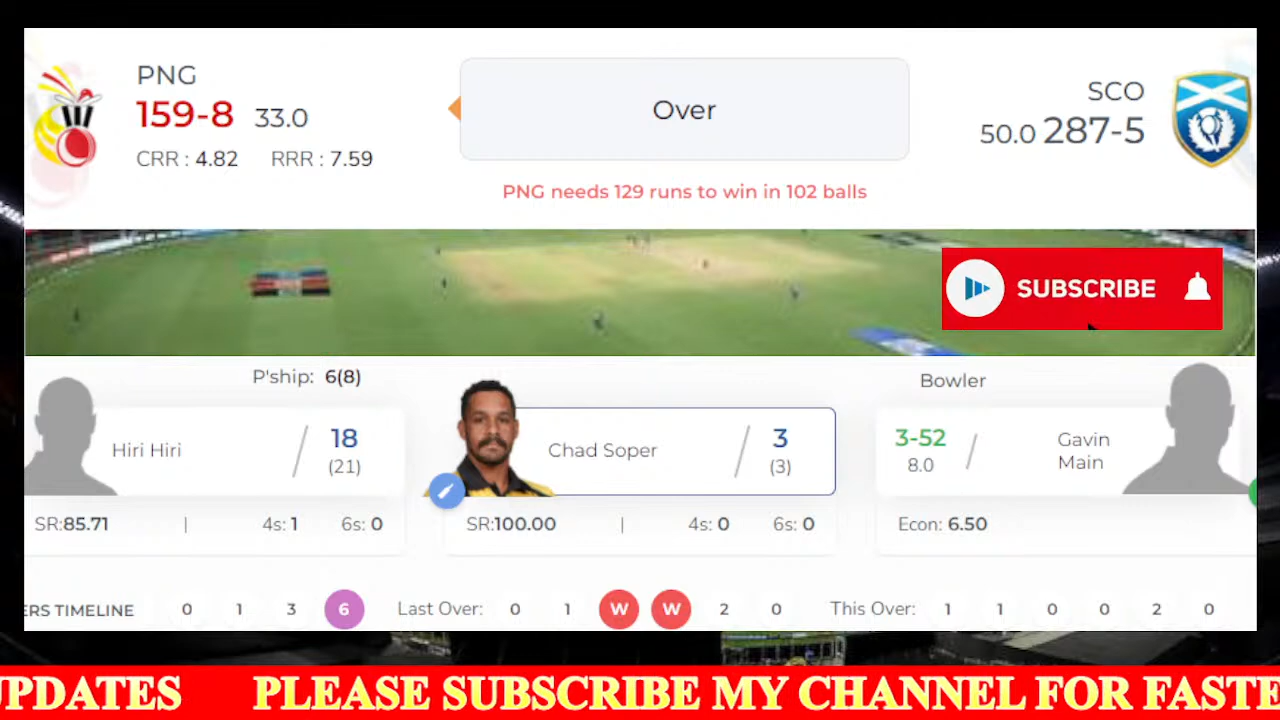 PNG
159-8 33.0
CRR : 4.82 RRR : 7.59
Over
PNG needs 129 runs to win in 102 balls
SCO
50.0 287-5
SUBSCRIBE
P'ship: 6(8)
Hiri Hiri / 18
(21)
SR:85.71 | 4s: 1 6s: 0
Chad Soper / 3
(3)
SR:100.00 | 4s: 0 6s: 0
Bowler
3-52 / Gavin Main
8.0
Econ: 6.50
ERS TIMELINE 0 1 3 6 Last Over: 0 1 W W 2 0 This Over: 1 1 0 0 2 0
UPDATES PLEASE SUBSCRIBE MY CHANNEL FOR FASTE